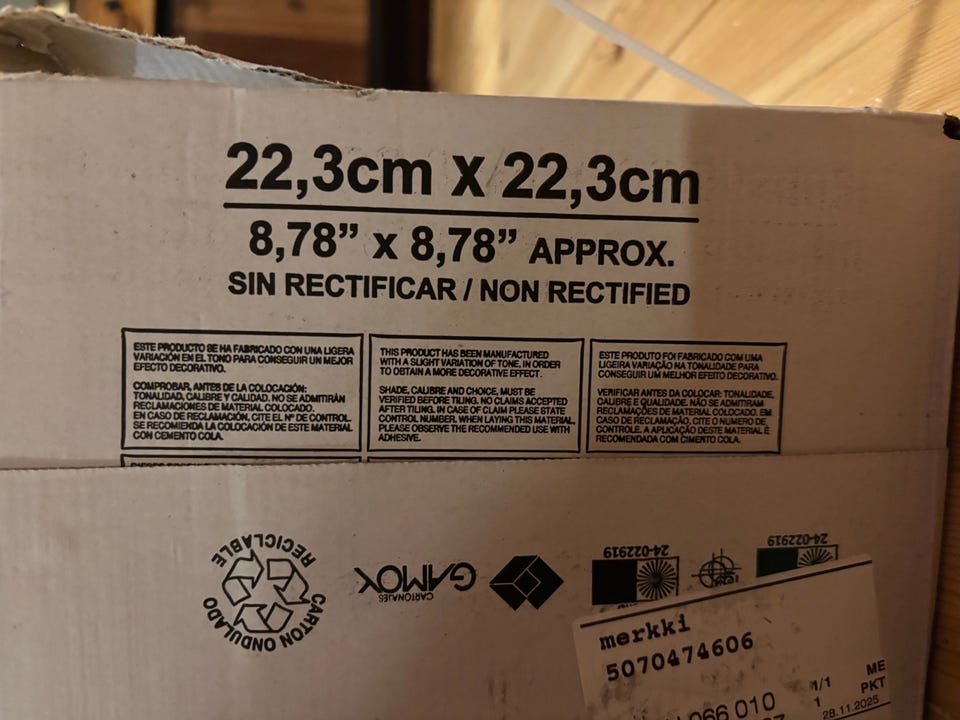 22,3cm x 22,3cm
8,78” x 8,78” APPROX.
SIN RECTIFICAR / NON RECTIFIED
ESTE PRODUCTO SE HA FABRICADO CON UNA LIGERA
VARIACIÓN EN EL TONO PARA CONSEGUIR UN MEJOR
EFECTO DECORATIVO.
COMPROBAR, ANTES DE LA COLOCACIÓN:
TONALIDAD, CALIBRE Y CALIDAD. NO SE ADMITIRÁN
RECLAMACIONES DE MATERIAL COLOCADO.
EN CASO DE RECLAMACIÓN, CITE EL Nº DE CONTROL.
SE RECOMIENDA LA COLOCACIÓN DE ESTE MATERIAL
CON CEMENTO COLA.
THIS PRODUCT HAS BEEN MANUFACTURED
WITH A SLIGHT VARIATION OF TONE, IN ORDER
TO OBTAIN A MORE DECORATIVE EFFECT.
SHADE, CALIBRE AND CHOICE, MUST BE
VERIFIED BEFORE TILING. NO CLAIMS ACCEPTED
AFTER TILING. IN CASE OF CLAIM PLEASE STATE
CONTROL NUMBER. WHEN LAYING THIS MATERIAL,
PLEASE OBSERVE THE RECOMMENDED USE WITH
ADHESIVE.
ESTE PRODUTO FOI FABRICADO COM UMA
LIGEIRA VARIAÇÃO NA TONALIDADE PARA
CONSEGUIR UM MELHOR EFEITO DECORATIVO.
VERIFICAR ANTES DA COLOCAR: TONALIDADE,
CALIBRE E QUALIDADE. NÃO SE ADMITIRAM
RECLAMAÇÕES DE MATERIAL COLOCADO. EM
CASO DE RECLAMAÇÃO, CITE O NUMERO DE
CONTROLE. A APLICAÇÃO DESTE MATERIAL É
RECOMENDADA COM CIMENTO COLA.
RECICLABLE
CARTON ONDULADO
CARTONAJES
GAMOK
24-022919
24-022919
merkki
5070474606
066 010
1/1
ME
1
PKT
28.11.2025